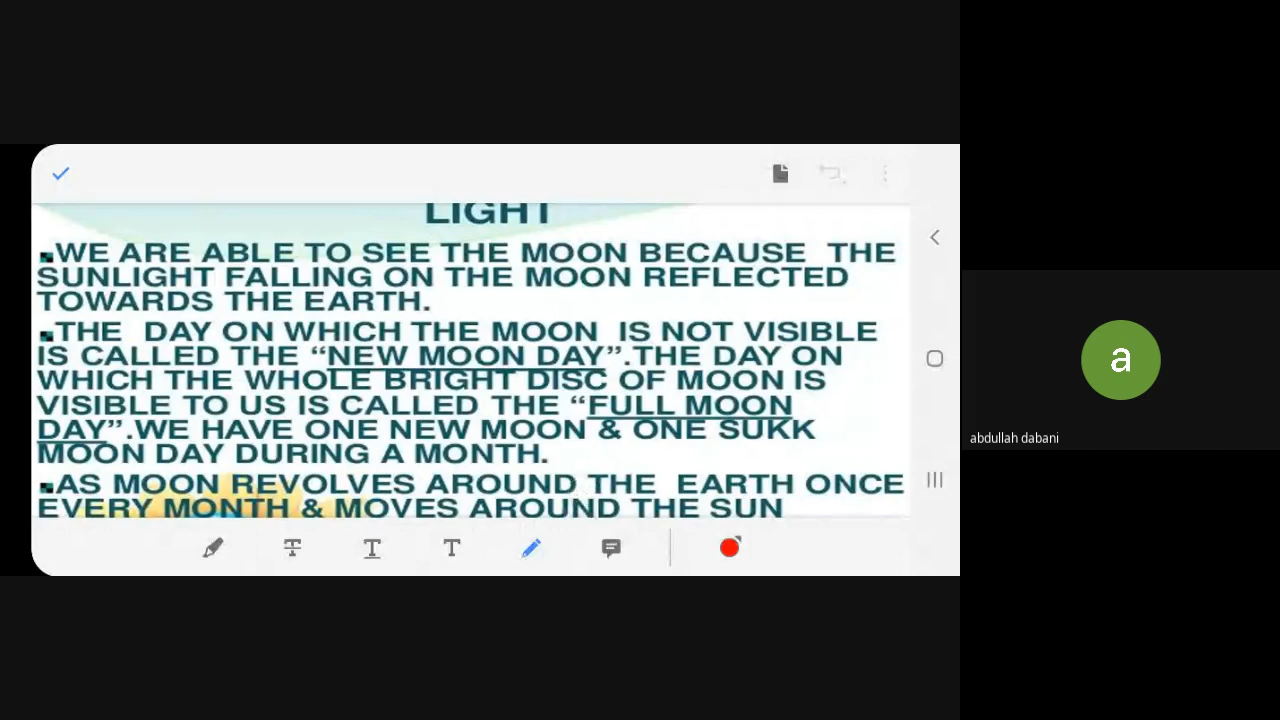 LIGHT
WE ARE ABLE TO SEE THE MOON BECAUSE THE
SUNLIGHT FALLING ON THE MOON REFLECTED
TOWARDS THE EARTH.
THE DAY ON WHICH THE MOON IS NOT VISIBLE
IS CALLED THE “NEW MOON DAY”.THE DAY ON
WHICH THE WHOLE BRIGHT DISC OF MOON IS
VISIBLE TO US IS CALLED THE “FULL MOON
DAY”.WE HAVE ONE NEW MOON & ONE SUKK
MOON DAY DURING A MONTH.
AS MOON REVOLVES AROUND THE EARTH ONCE
EVERY MONTH & MOVES AROUND THE SUN
a
abdullah dabani